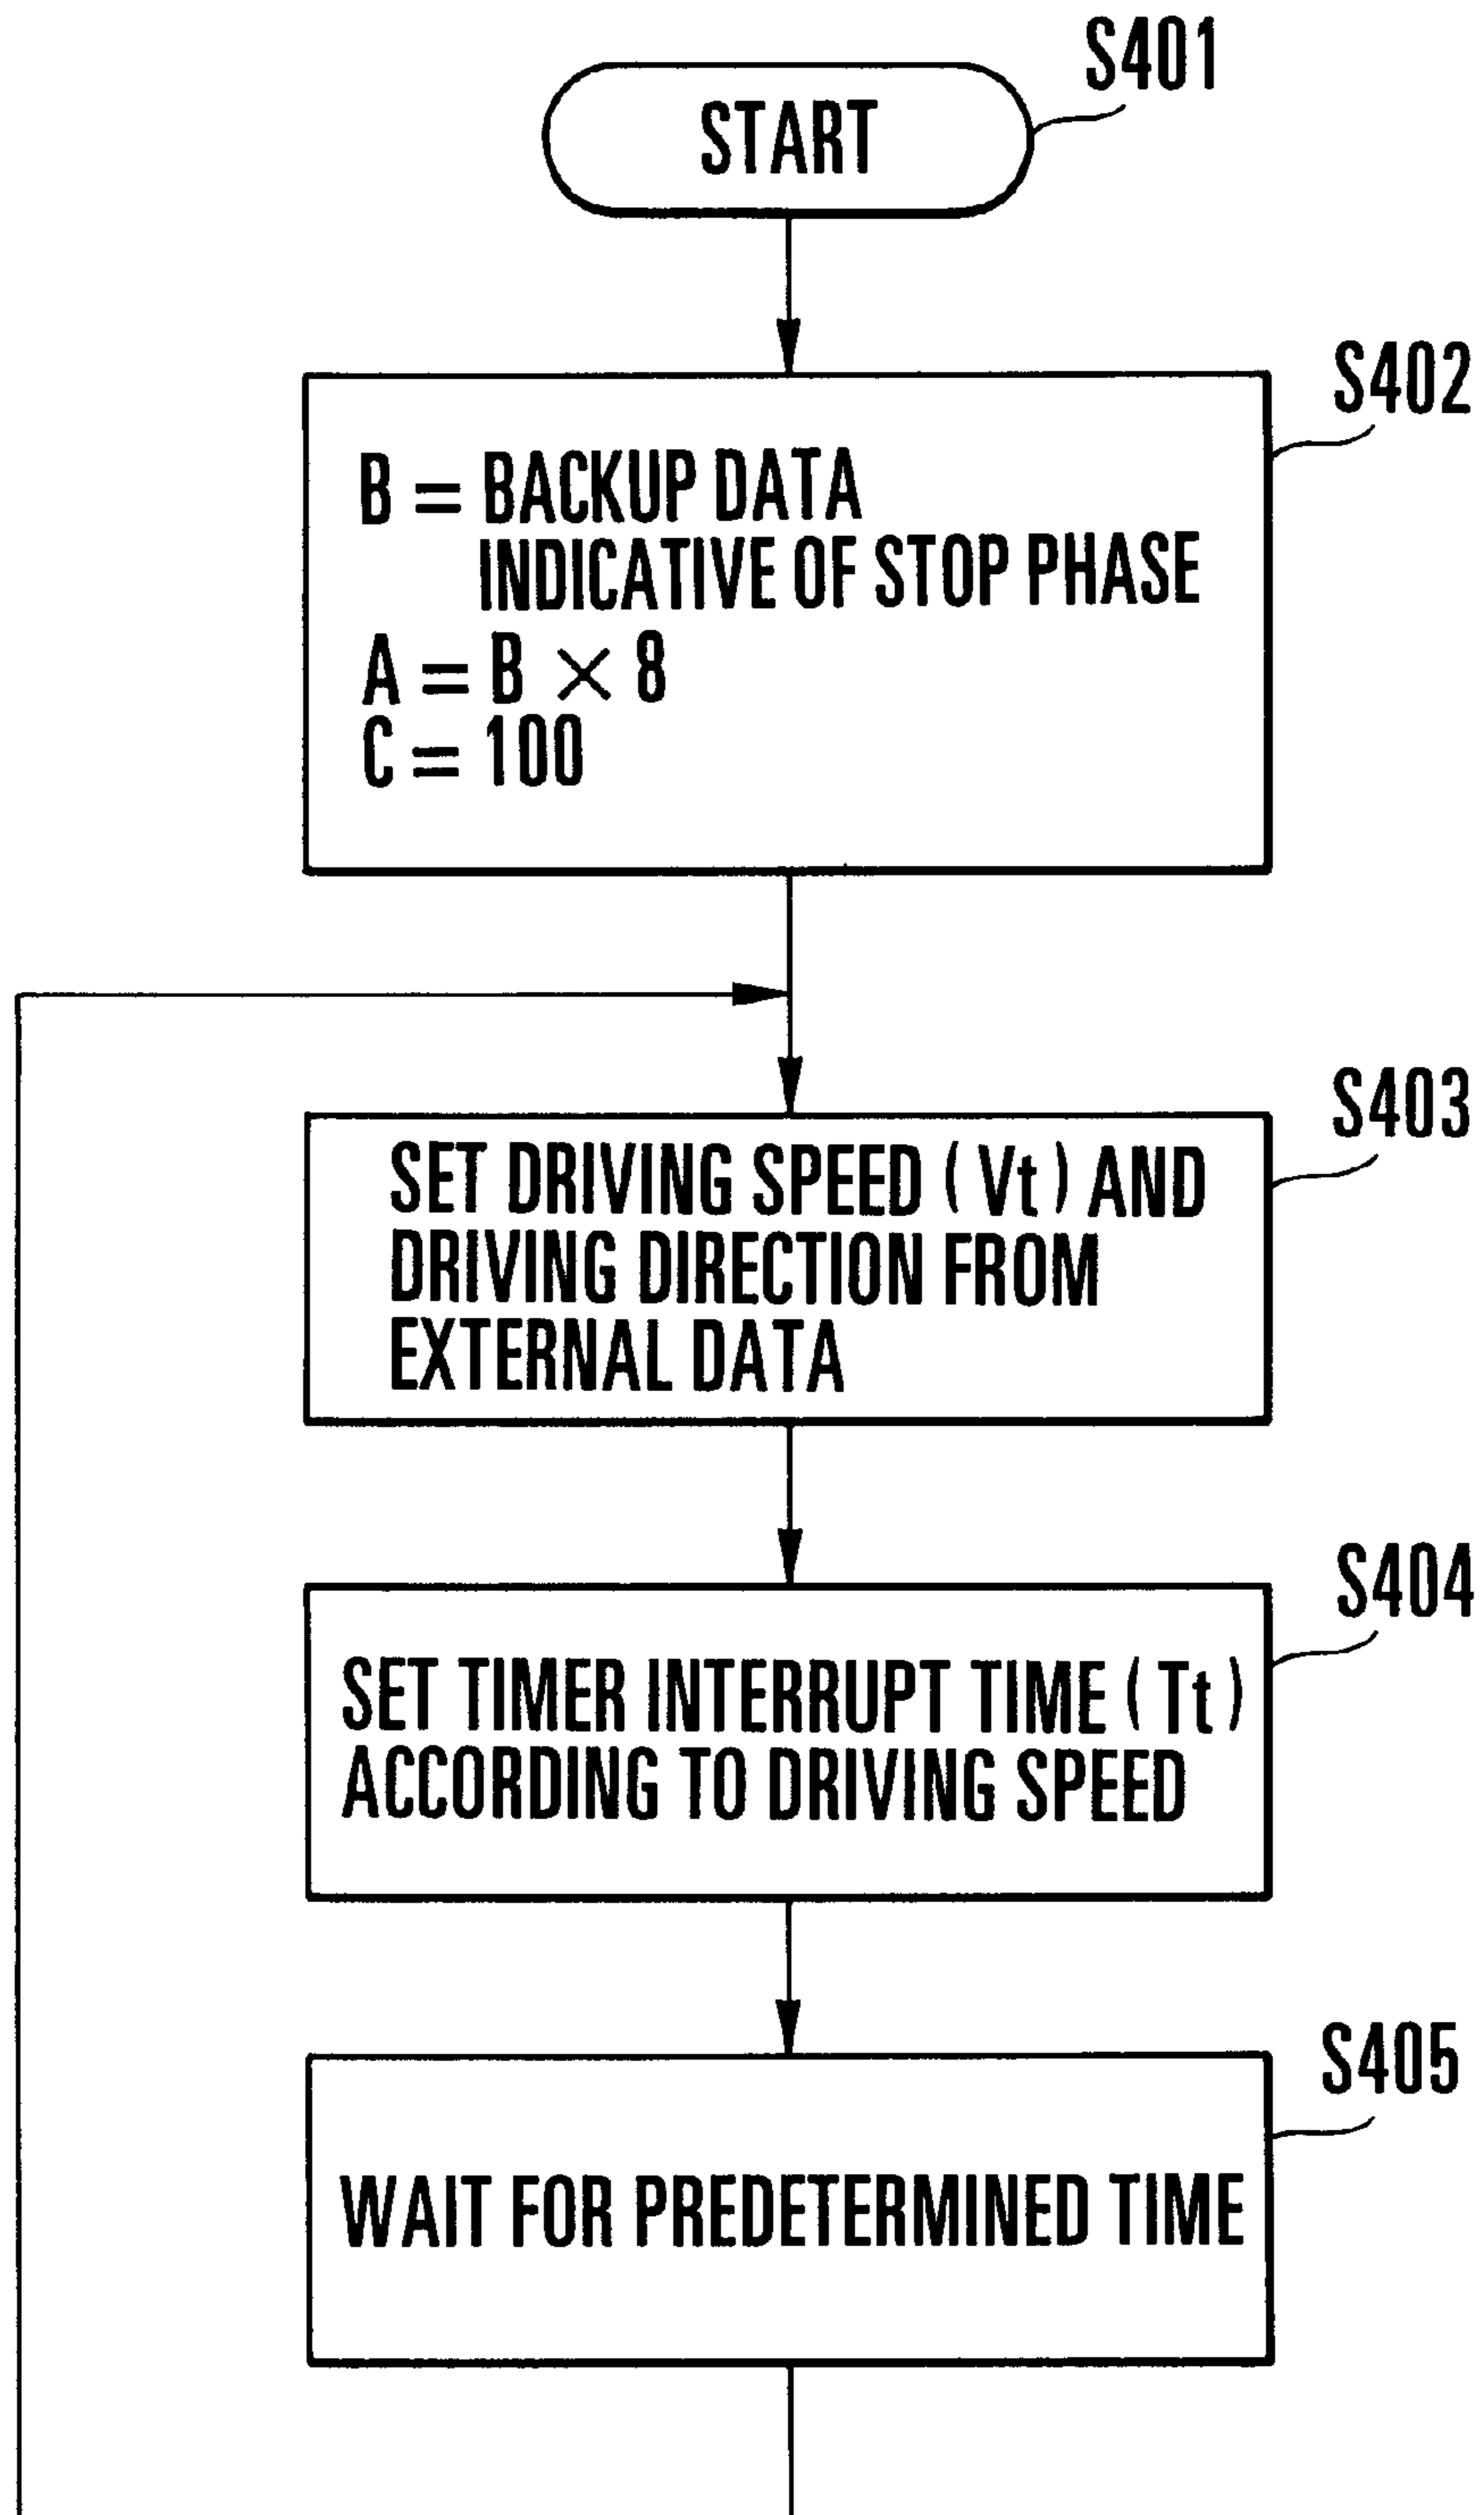 S401
START
S402
B = BACKUP DATA
INDICATIVE OF STOP PHASE
A = B × 8
C = 100
S403
SET DRIVING SPEED (Vt) AND
DRIVING DIRECTION FROM
EXTERNAL DATA
S404
SET TIMER INTERRUPT TIME (Tt)
ACCORDING TO DRIVING SPEED
S405
WAIT FOR PREDETERMINED TIME